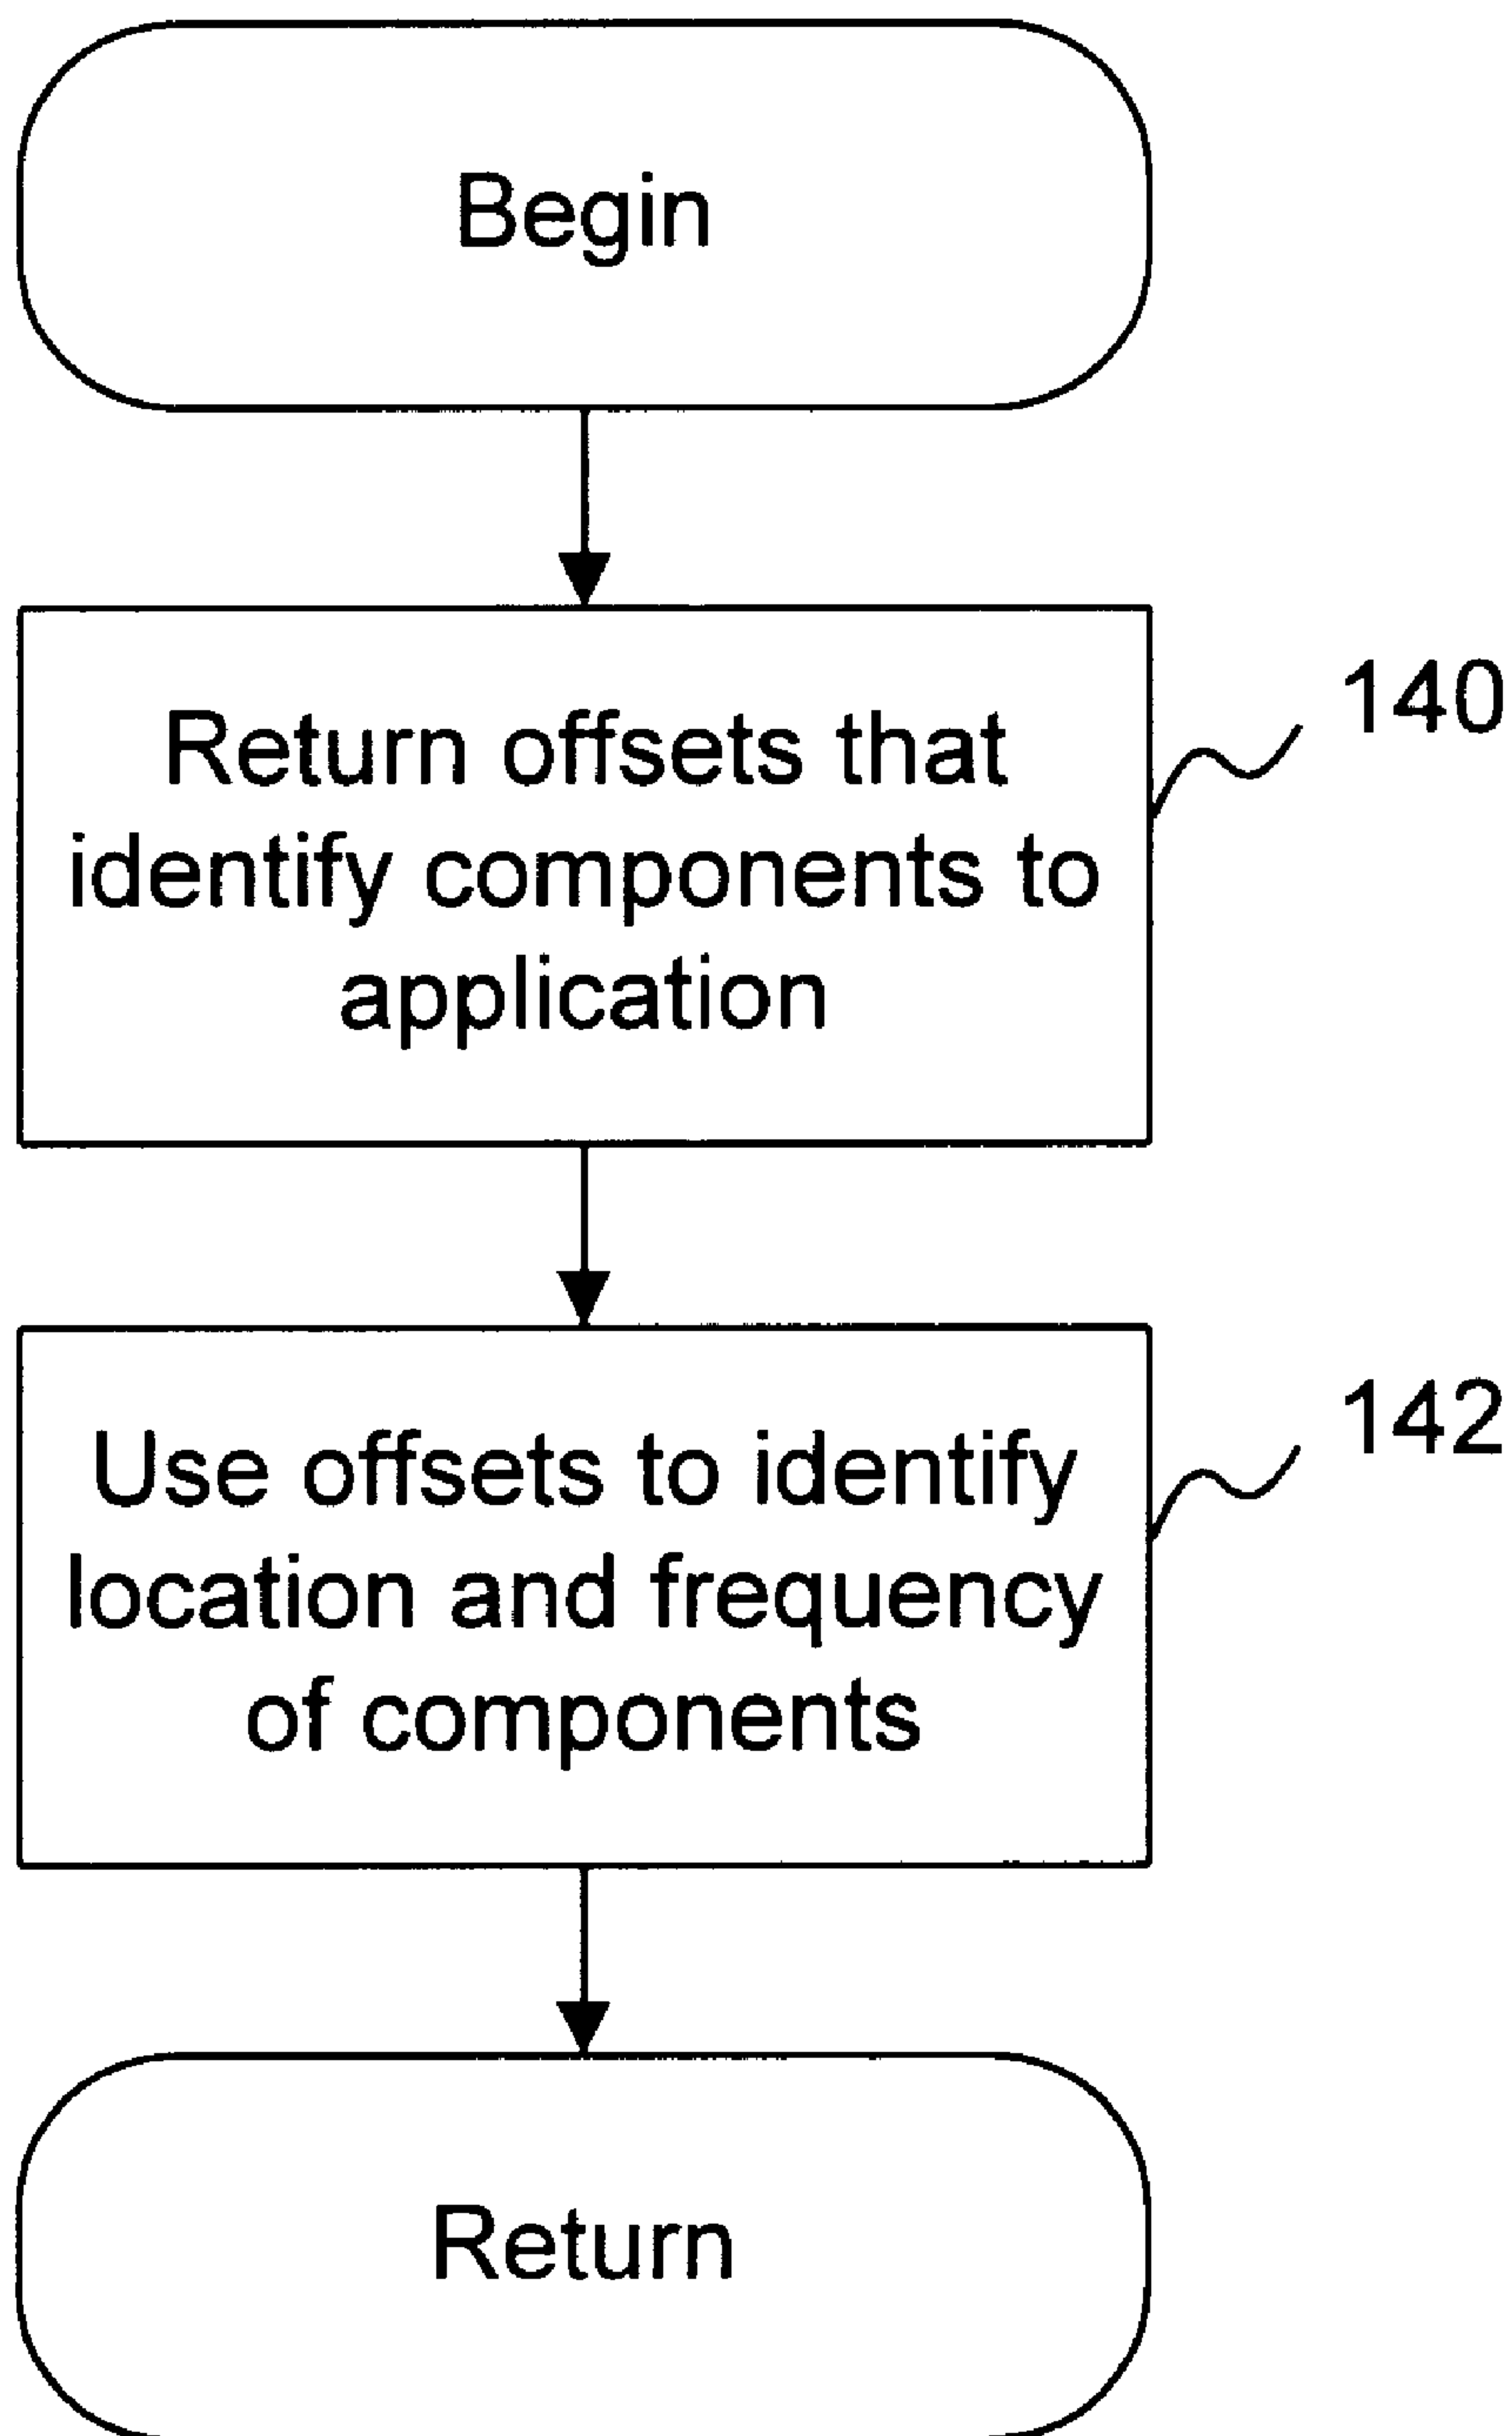 Begin
Return offsets that
identify components to
application
140
Use offsets to identify
location and frequency
of components
142
Return